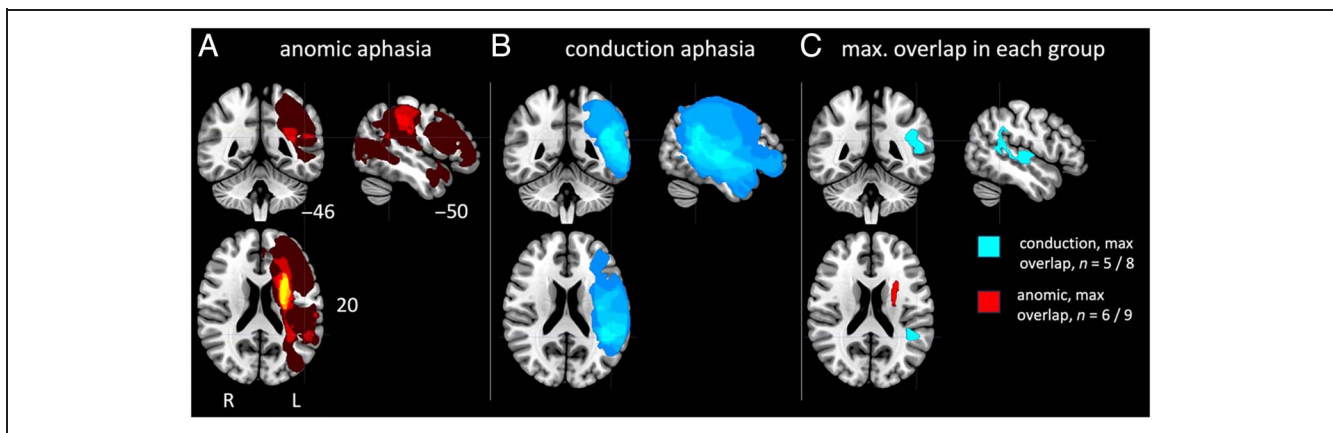 A anomic aphasia
B conduction aphasia
C max. overlap in each group
–46
–50
20
R L
conduction, max
overlap, n = 5 / 8
anomic, max
overlap, n = 6 / 9